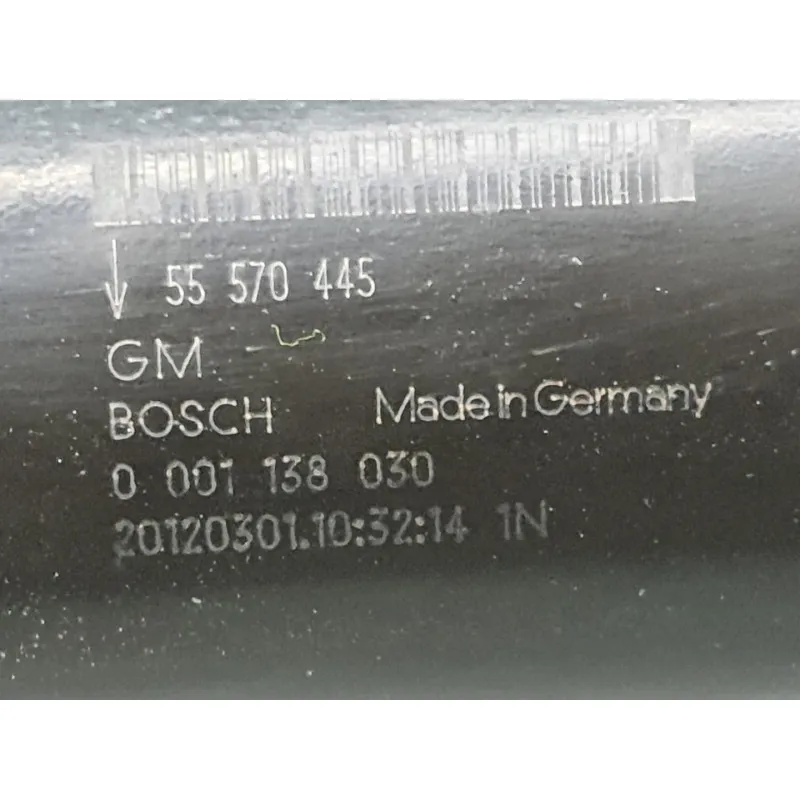 ↓ 55 570 445
GM
BOSCH Made in Germany
0 001 138 030
20120301.10:32:14 1N